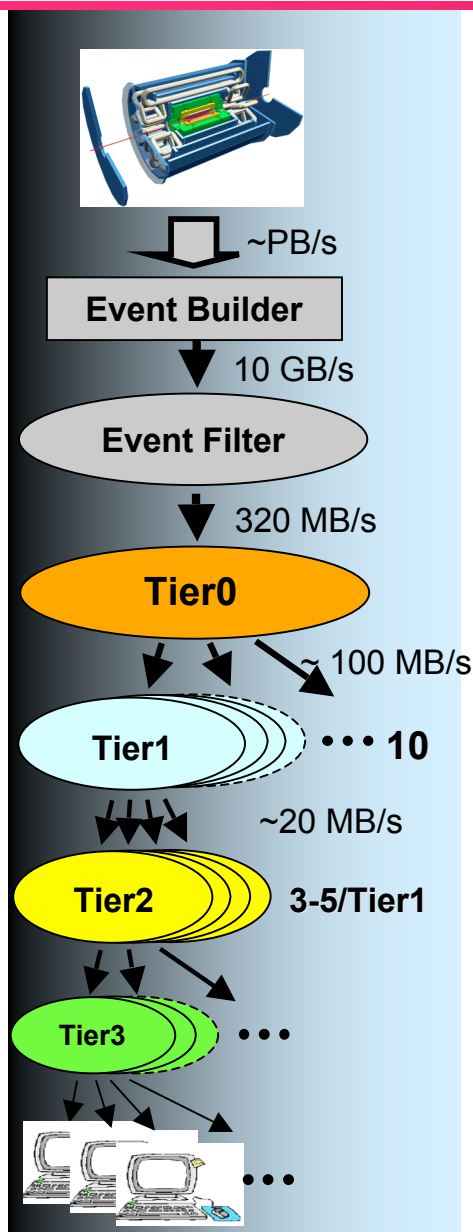 ~PB/s
Event Builder
10 GB/s
Event Filter
320 MB/s
Tier0
~ 100 MB/s
Tier1
••• 10
~20 MB/s
Tier2
3-5/Tier1
Tier3
•••
•••